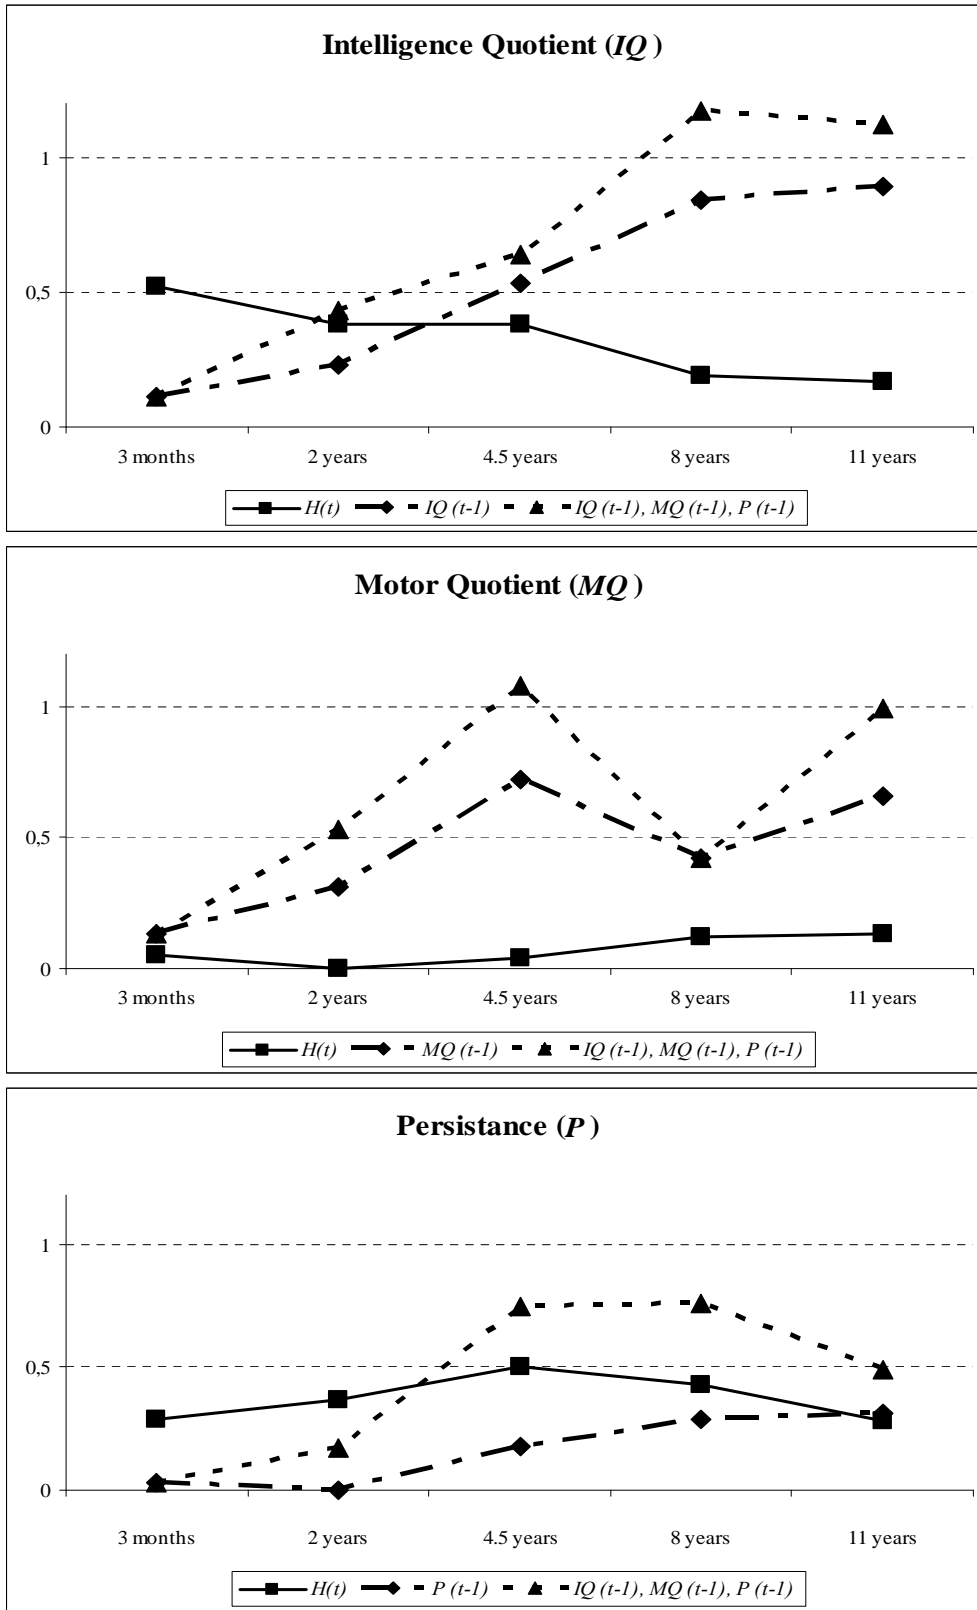 Intelligence Quotient (IQ )
1
0,5
0
3 months 2 years 4.5 years 8 years 11 years
H(t) IQ (t-1) IQ (t-1), MQ (t-1), P (t-1)
Motor Quotient (MQ )
1
0,5
0
3 months 2 years 4.5 years 8 years 11 years
H(t) MQ (t-1) IQ (t-1), MQ (t-1), P (t-1)
Persistance (P )
1
0,5
0
3 months 2 years 4.5 years 8 years 11 years
H(t) P (t-1) IQ (t-1), MQ (t-1), P (t-1)